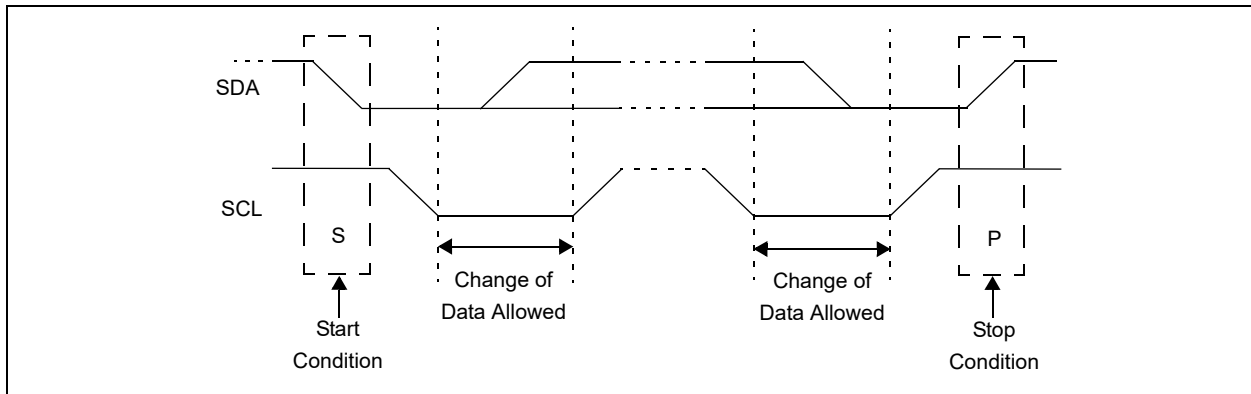 SDA
SCL
S
P
Change of
Data Allowed
Change of
Data Allowed
Start
Condition
Stop
Condition